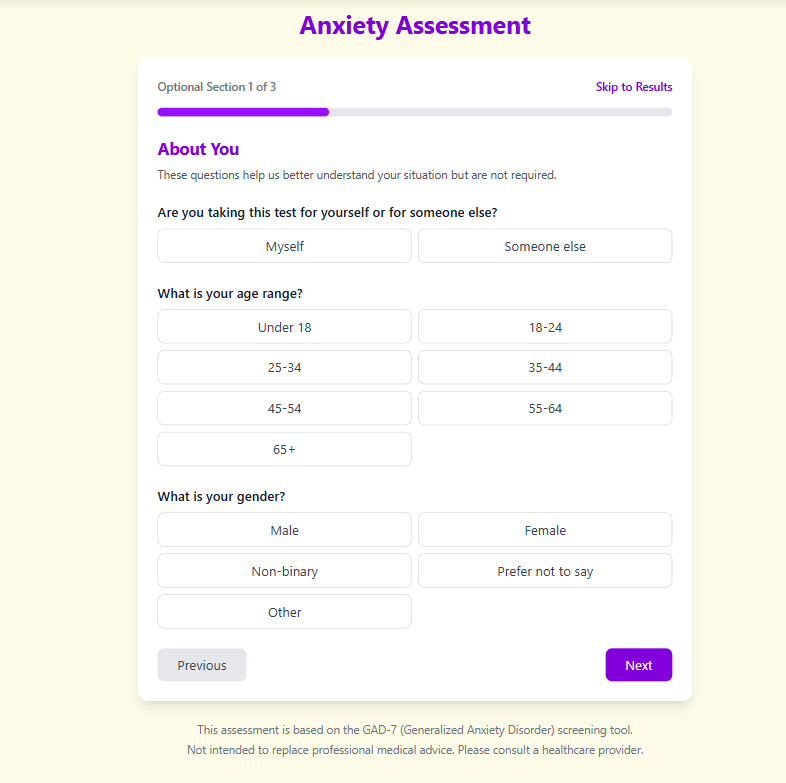 Anxiety Assessment
Optional Section 1 of 3
Skip to Results
About You
These questions help us better understand your situation but are not required.
Are you taking this test for yourself or for someone else?
Myself
Someone else
What is your age range?
Under 18
18-24
25-34
35-44
45-54
55-64
65+
What is your gender?
Male
Female
Non-binary
Prefer not to say
Other
Previous
Next
This assessment is based on the GAD-7 (Generalized Anxiety Disorder) screening tool.
Not intended to replace professional medical advice. Please consult a healthcare provider.